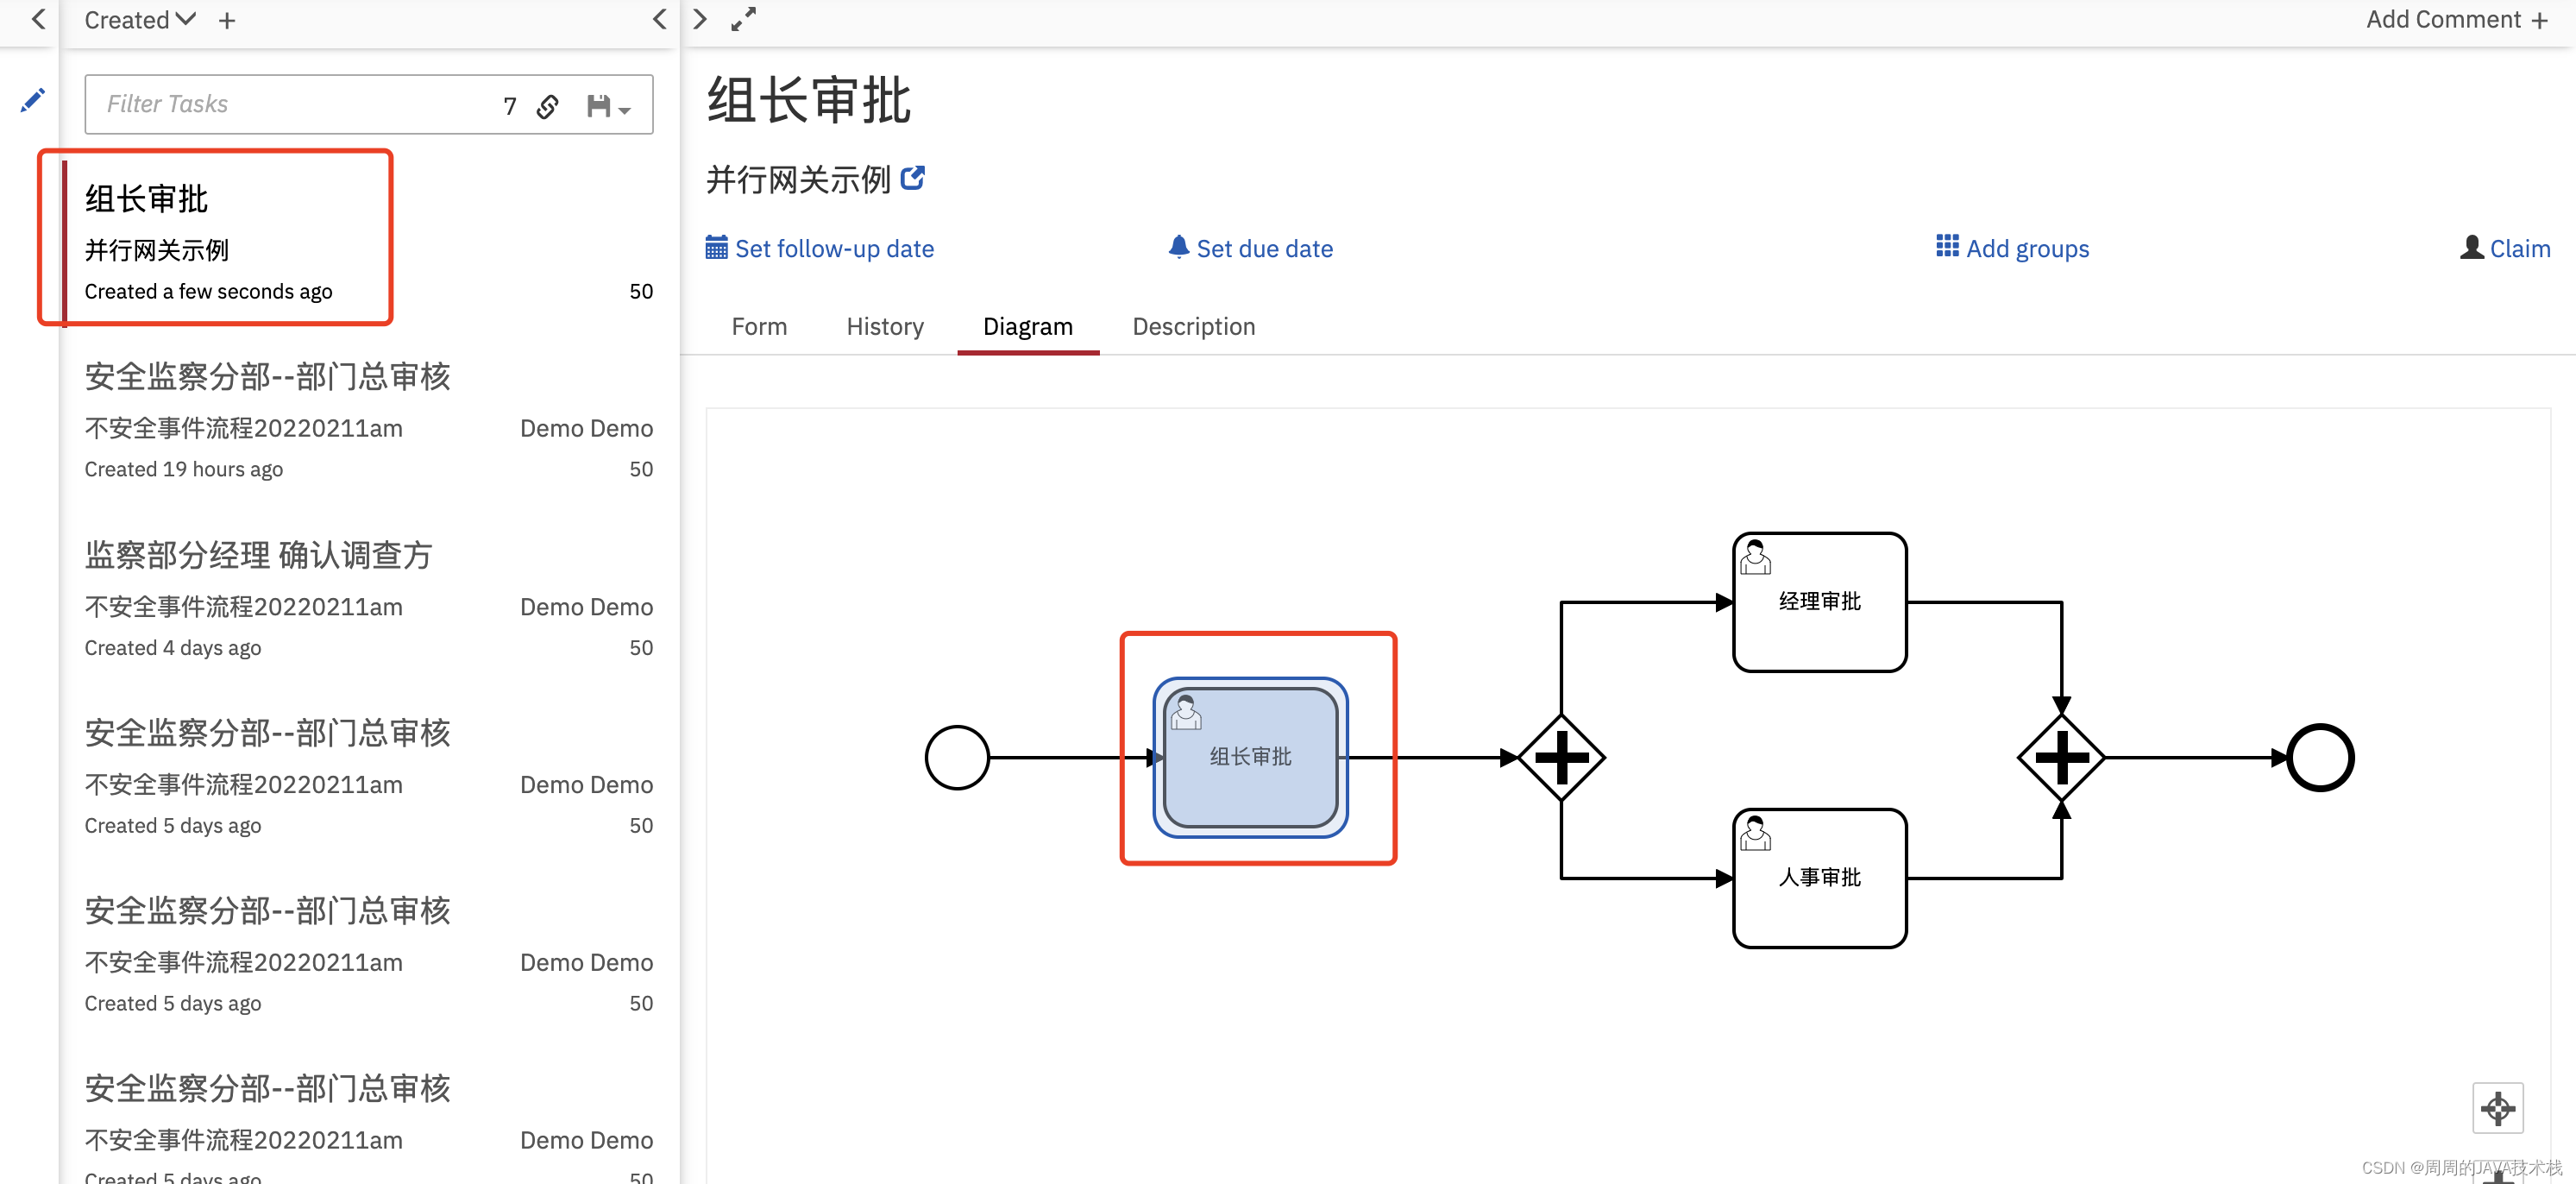 Created
Add Comment
Filter Tasks 7
组长审批
并行网关示例
Created a few seconds ago 50
安全监察分部--部门总审核
不安全事件流程20220211am Demo Demo
Created 19 hours ago 50
监察部分经理 确认调查方
不安全事件流程20220211am Demo Demo
Created 4 days ago 50
安全监察分部--部门总审核
不安全事件流程20220211am Demo Demo
Created 5 days ago 50
安全监察分部--部门总审核
不安全事件流程20220211am Demo Demo
Created 5 days ago 50
安全监察分部--部门总审核
不安全事件流程20220211am Demo Demo
Created 5 days ago 50
组长审批
并行网关示例
Set follow-up date Set due date Add groups Claim
Form History Diagram Description
经理审批
组长审批
人事审批
CSDN @周周的JAVA技术栈